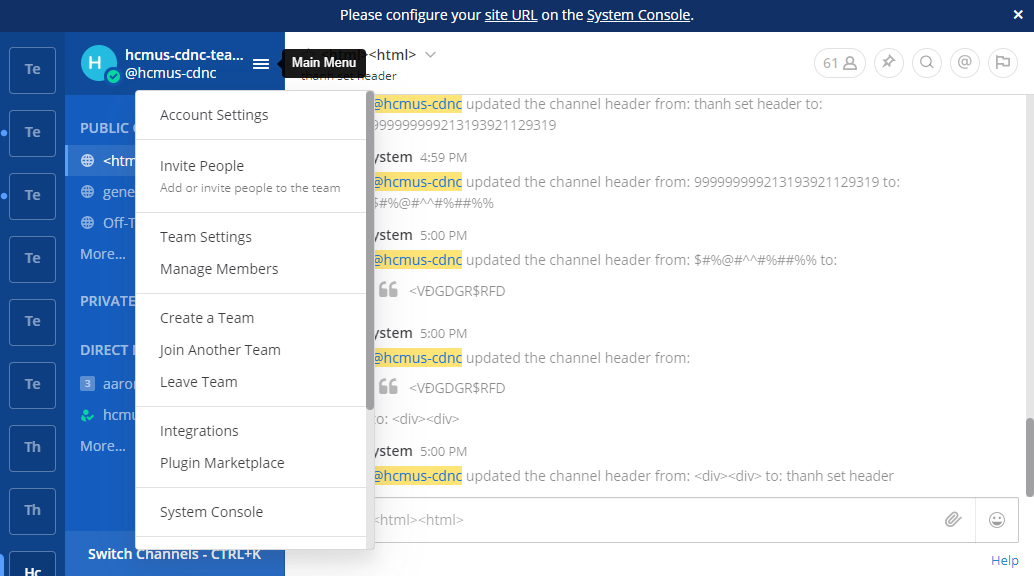 Please configure your site URL on the System Console.
×
Te
Te
Te
Te
Te
Te
Th
Th
Hc
H
hcmus-cdnc-tea...
@hcmus-cdnc
Main Menu
PUBLIC
<htm
gene
Off-T
More...
PRIVATE
DIRECT
3 aaro
hcmu
More...
Switch Channels - CTRL+K
Account Settings
Invite People
Add or invite people to the team
Team Settings
Manage Members
Create a Team
Join Another Team
Leave Team
Integrations
Plugin Marketplace
System Console
<html><html>
thanh set header
61
@hcmus-cdnc updated the channel header from: thanh set header to:
999999999213193921129319
ystem 4:59 PM
@hcmus-cdnc updated the channel header from: 999999999213193921129319 to:
$#%@#^^#%##%%
ystem 5:00 PM
@hcmus-cdnc updated the channel header from: $#%@#^^#%##%% to:
<VĐGDGR$RFD
ystem 5:00 PM
@hcmus-cdnc updated the channel header from:
<VĐGDGR$RFD
to: <div><div>
ystem 5:00 PM
@hcmus-cdnc updated the channel header from: <div><div> to: thanh set header
<html><html>
Help